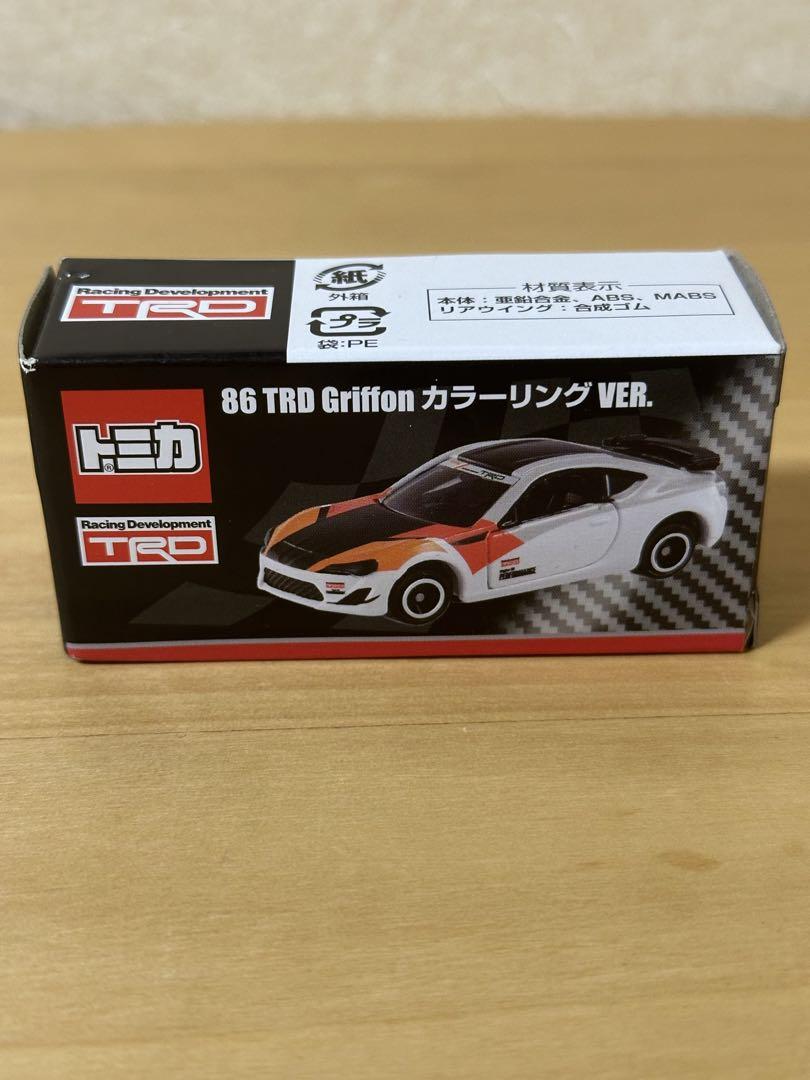 Racing Development
TRD
紙
外箱
プラ
袋:PE
材質表示
本体：亜鉛合金、ABS、MABS
リアウイング：合成ゴム
86 TRD Griffon カラーリング VER.
トミカ®
Racing Development
TRD
TRD
PERFORMANCE